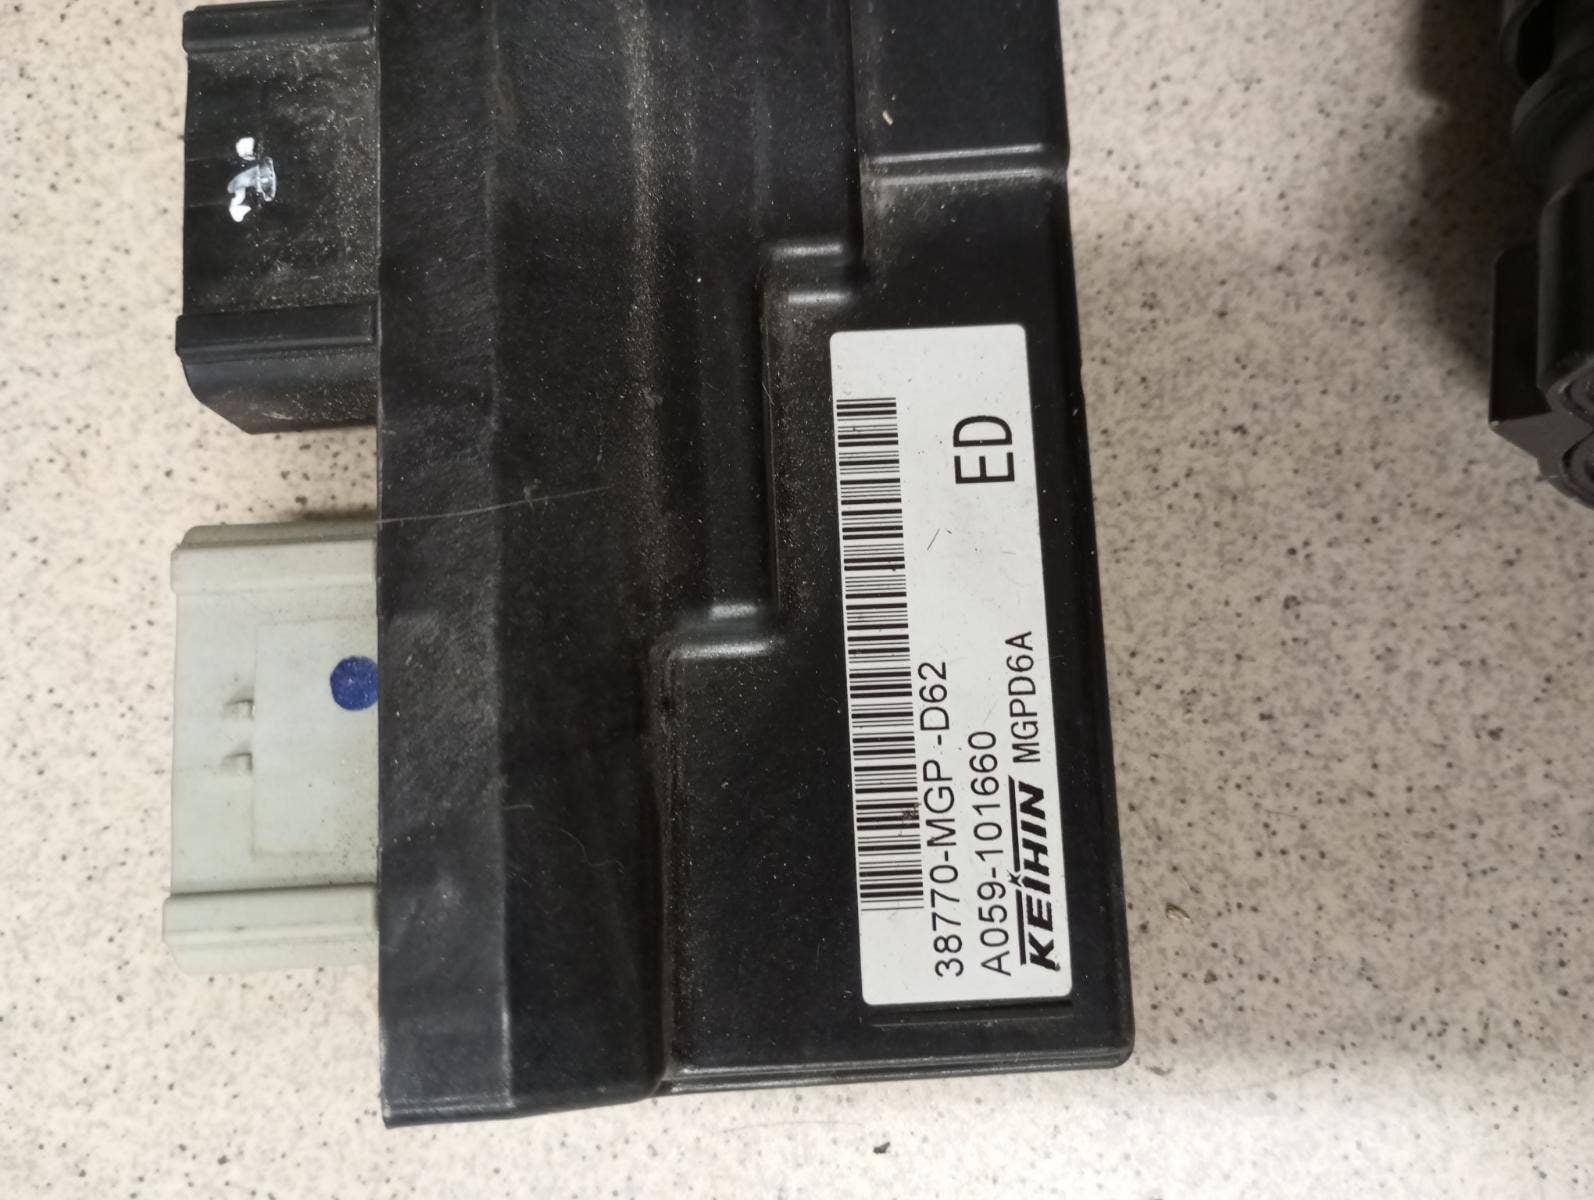 38770-MGP -D62
A059-101660 ED
KEIHIN MGPD6A